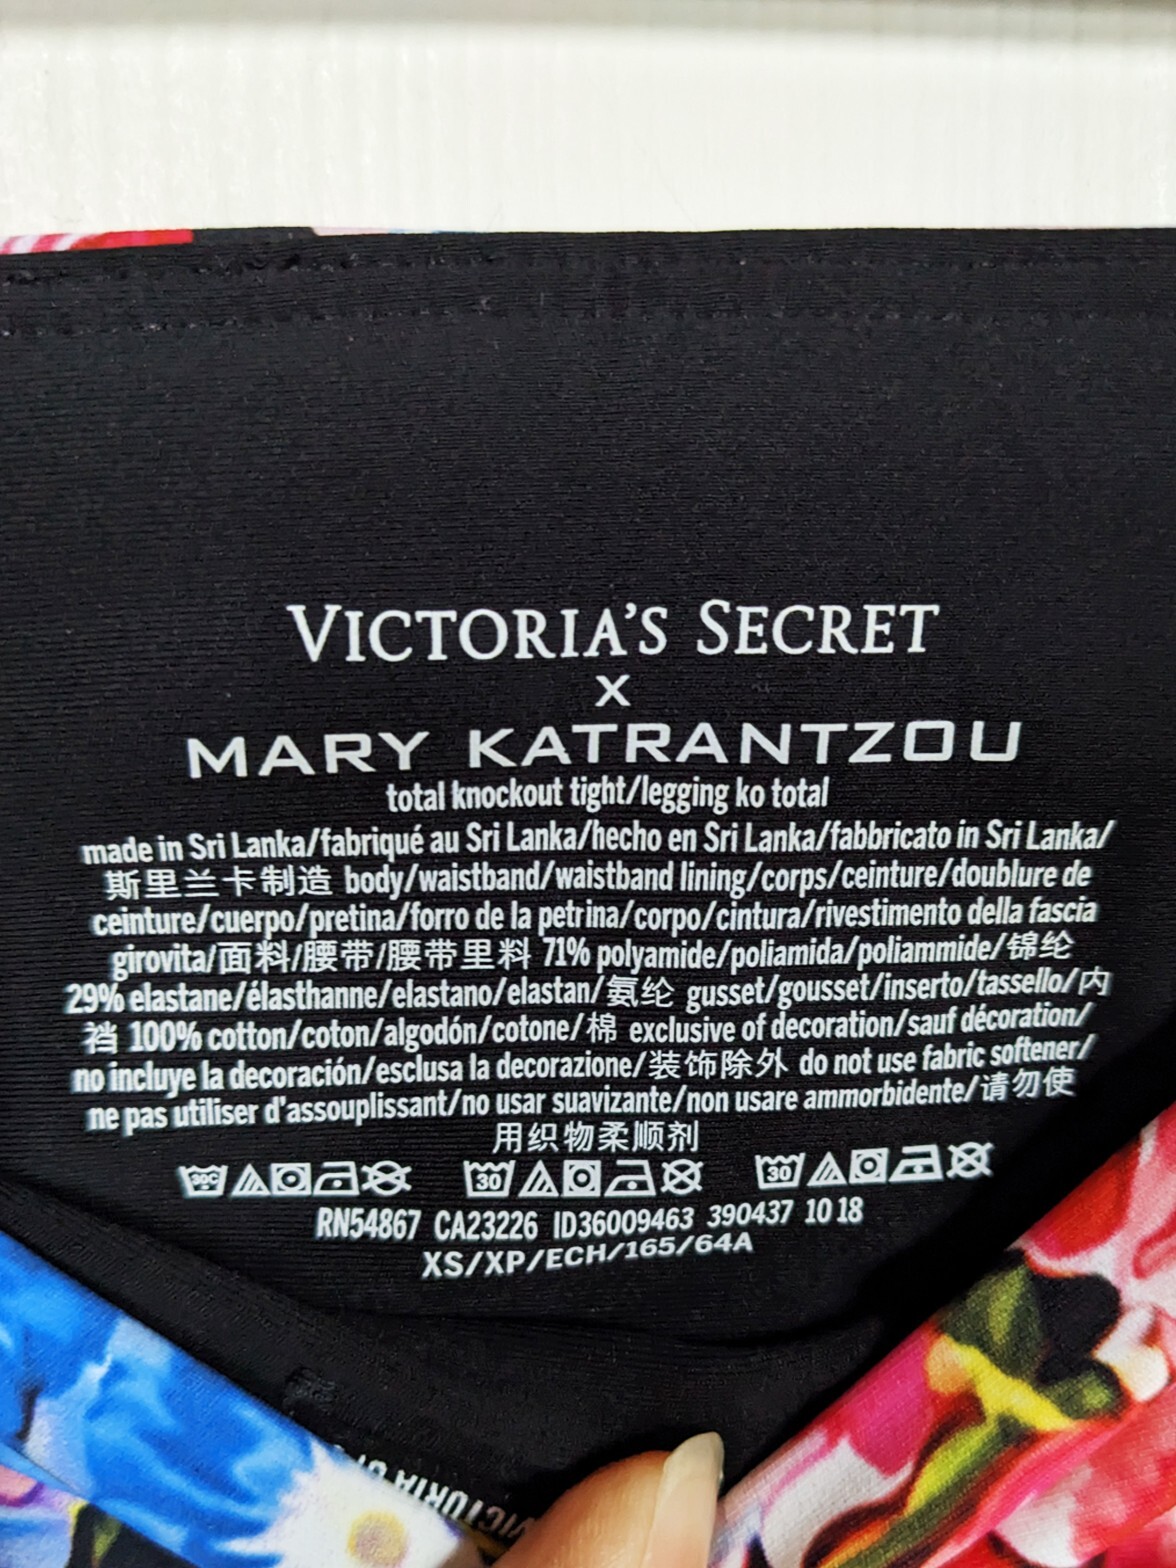 VICTORIA'S SECRET
X
MARY KATRANTZOU
total knockout tight/legging ko total
made in Sri Lanka/fabriqué au Sri Lanka/hecho en Sri Lanka/fabbricato in Sri Lanka/
斯里兰卡制造 body/waistband/waistband lining/corps/ceinture/doublure de
ceinture/cuerpo/pretina/forro de la petrina/corpo/cintura/rivestimento della fascia
girovita/面料/腰带/腰带里料 71% polyamide/poliamida/poliammide/锦纶
29% elastane/élasthanne/elastano/elastan/氨纶 gusset/gousset/inserto/tassello/内
裆 100% cotton/coton/algodón/cotone/棉 exclusive of decoration/sauf décoration/
no incluye la decoración/esclusa la decorazione/装饰除外 do not use fabric softener/
ne pas utiliser d'assouplissant/no usar suavizante/non usare ammorbidente/请勿使
用织物柔顺剂
30 30
RN54867 CA23226 ID36009463 390437 10 18
XS/XP/ECH/165/64A